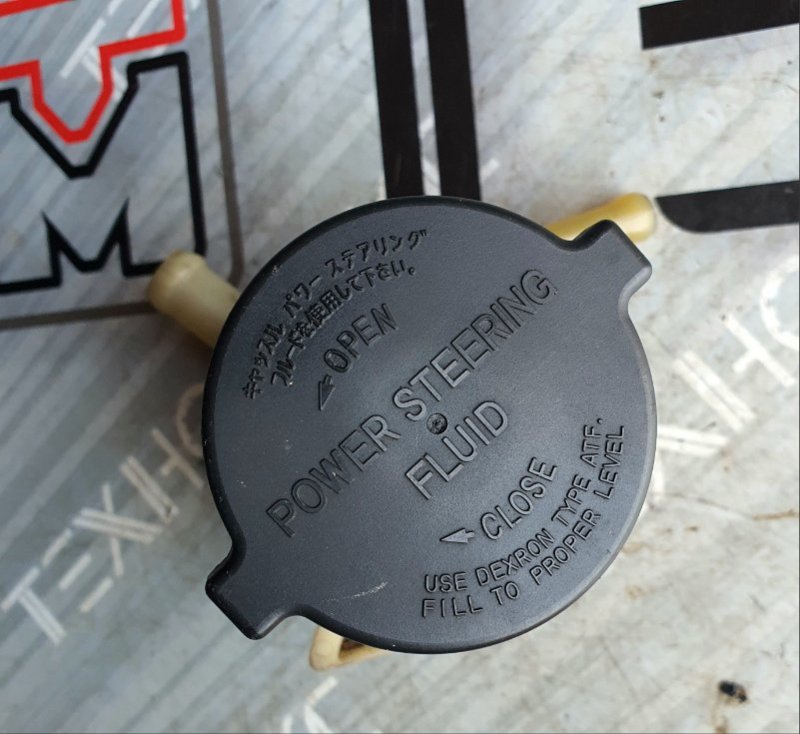 キャッスル パワーステアリング
フルードを使用して下さい。
OPEN
POWER STEERING
FLUID
CLOSE
USE DEXRON TYPE ATF.
FILL TO PROPER LEVEL
TEXHO
TEXHO